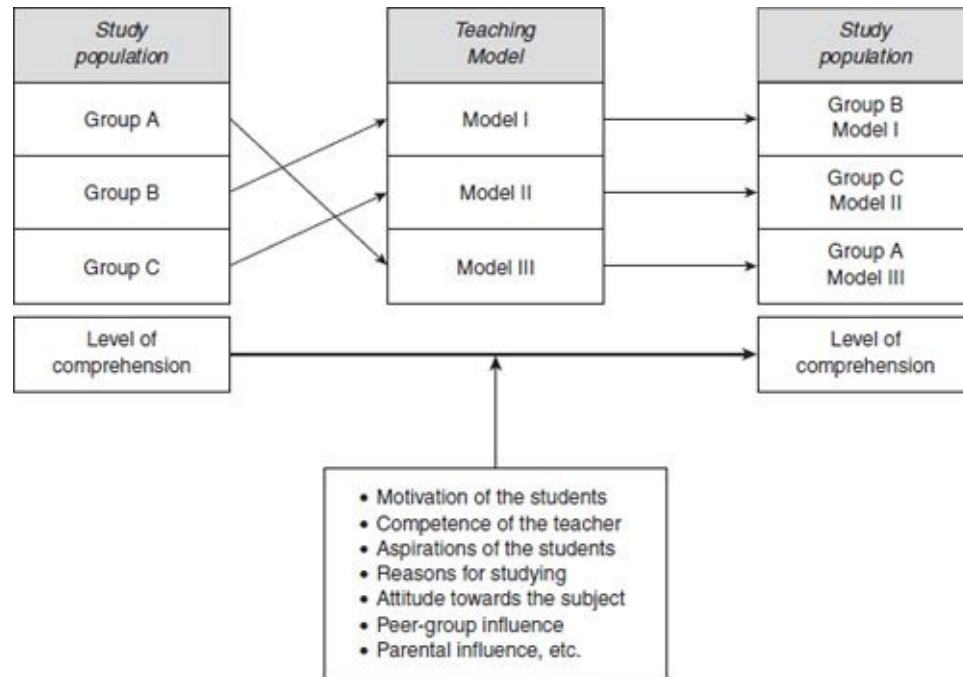 Study
population
Teaching
Model
Study
population
Group A
Model I
Group B
Model I
Group B
Model II
Group C
Model II
Group C
Model III
Group A
Model III
Level of
comprehension
Level of
comprehension
• Motivation of the students
• Competence of the teacher
• Aspirations of the students
• Reasons for studying
• Attitude towards the subject
• Peer-group influence
• Parental influence, etc.